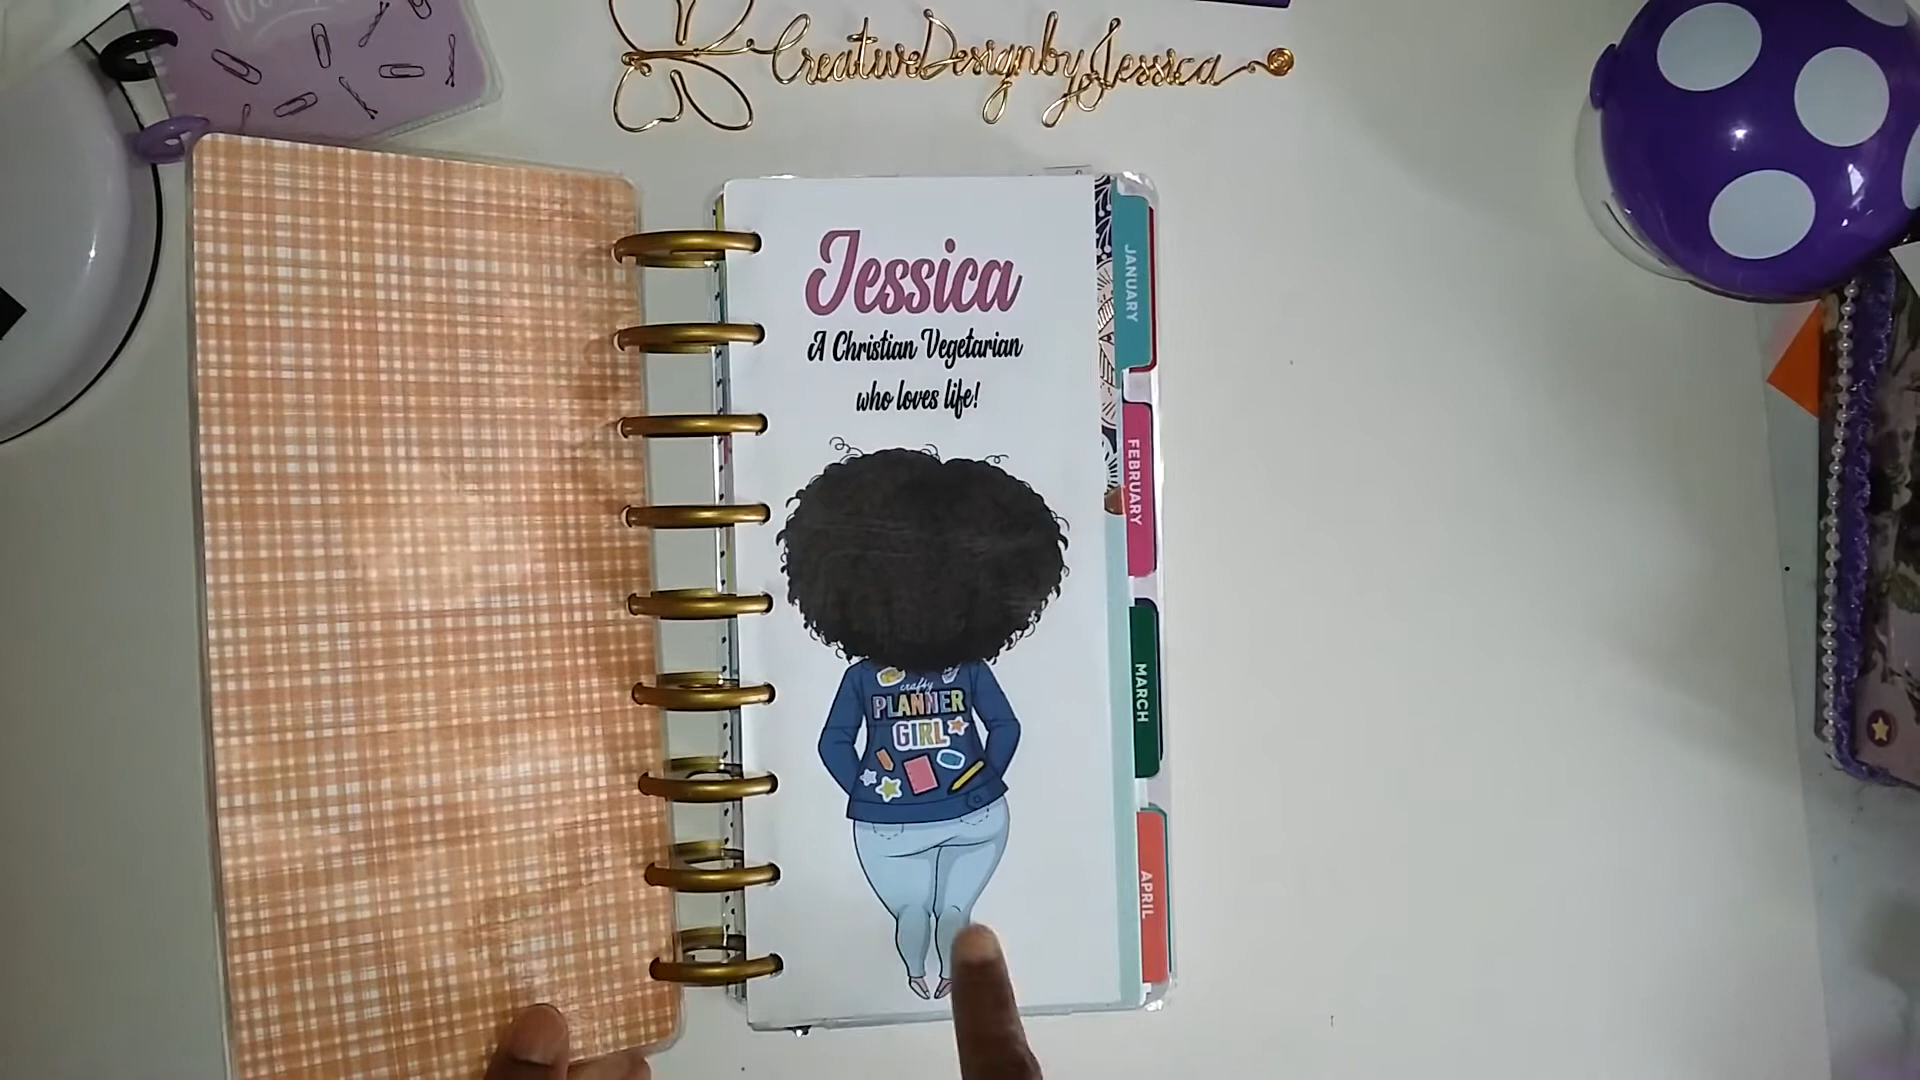 CreativeDesignbyJessica
Jessica
A Christian Vegetarian
who loves life!
crafty
PLANNER
GIRL
JANUARY
FEBRUARY
MARCH
APRIL